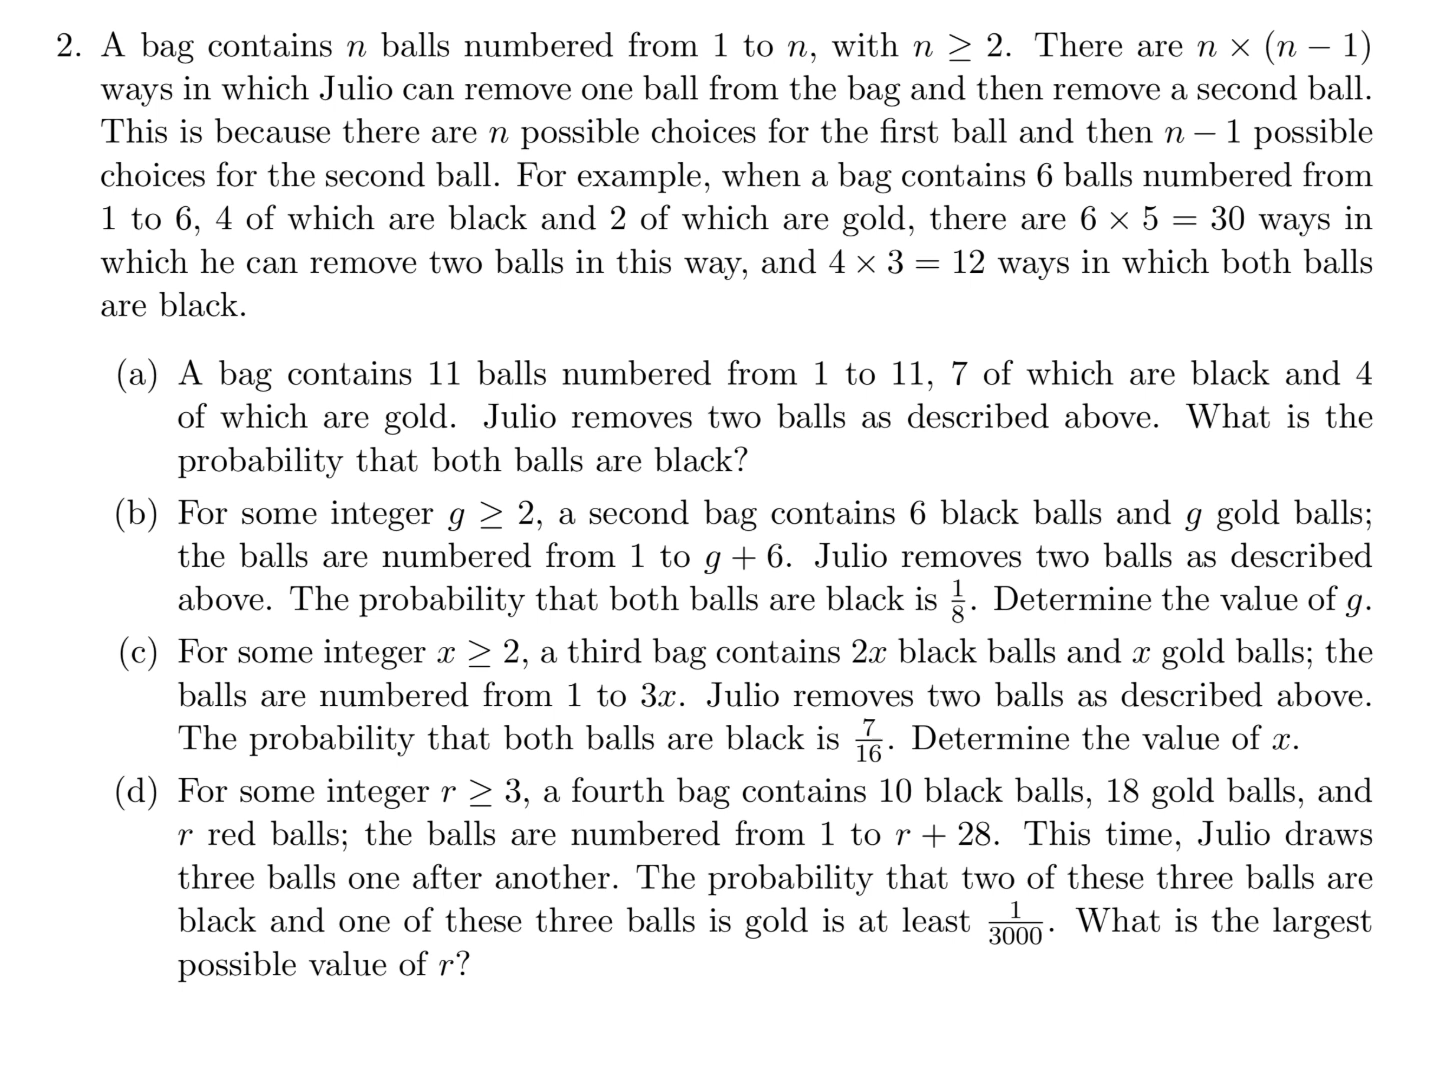 2. A bag contains n balls numbered from 1 to n, with n ≥ 2. There are n × (n − 1)
ways in which Julio can remove one ball from the bag and then remove a second ball.
This is because there are n possible choices for the first ball and then n − 1 possible
choices for the second ball. For example, when a bag contains 6 balls numbered from
1 to 6, 4 of which are black and 2 of which are gold, there are 6 × 5 = 30 ways in
which he can remove two balls in this way, and 4 × 3 = 12 ways in which both balls
are black.
(a) A bag contains 11 balls numbered from 1 to 11, 7 of which are black and 4
of which are gold. Julio removes two balls as described above. What is the
probability that both balls are black?
(b) For some integer g ≥ 2, a second bag contains 6 black balls and g gold balls;
the balls are numbered from 1 to g + 6. Julio removes two balls as described
above. The probability that both balls are black is 1/8. Determine the value of g.
(c) For some integer x ≥ 2, a third bag contains 2x black balls and x gold balls; the
balls are numbered from 1 to 3x. Julio removes two balls as described above.
The probability that both balls are black is 7/16. Determine the value of x.
(d) For some integer r ≥ 3, a fourth bag contains 10 black balls, 18 gold balls, and
r red balls; the balls are numbered from 1 to r + 28. This time, Julio draws
three balls one after another. The probability that two of these three balls are
black and one of these three balls is gold is at least 1/3000. What is the largest
possible value of r?